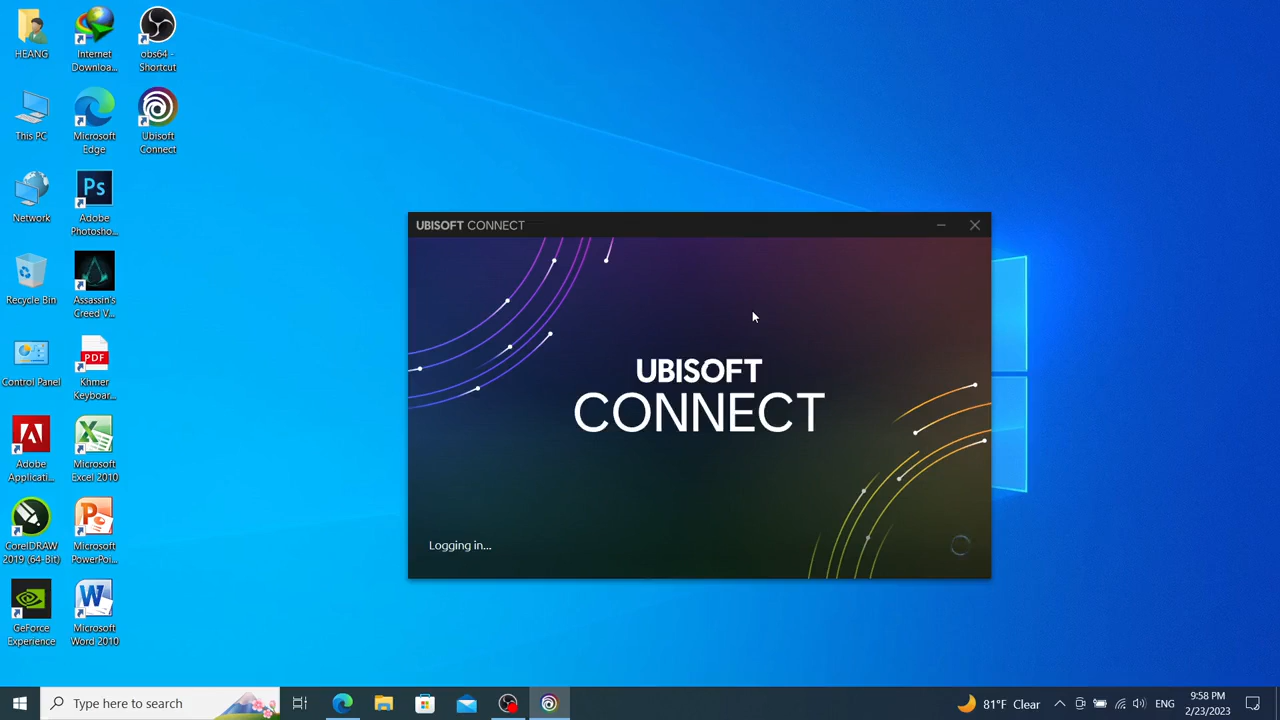 HEANG
Internet
Downloa...
obs64 -
Shortcut
This PC
Microsoft
Edge
Ubisoft
Connect
Network
Ps
Adobe
Photosho...
Recycle Bin
Assassin's
Creed V...
Control Panel
PDF
Khmer
Keyboar...
Adobe
Applicati...
Microsoft
Excel 2010
CorelDRAW
2019 (64-Bit)
Microsoft
PowerPoi...
GeForce
Experience
Microsoft
Word 2010
UBISOFT CONNECT
UBISOFT
CONNECT
Logging in...
Type here to search
81°F Clear
ENG
9:58 PM
2/23/2023